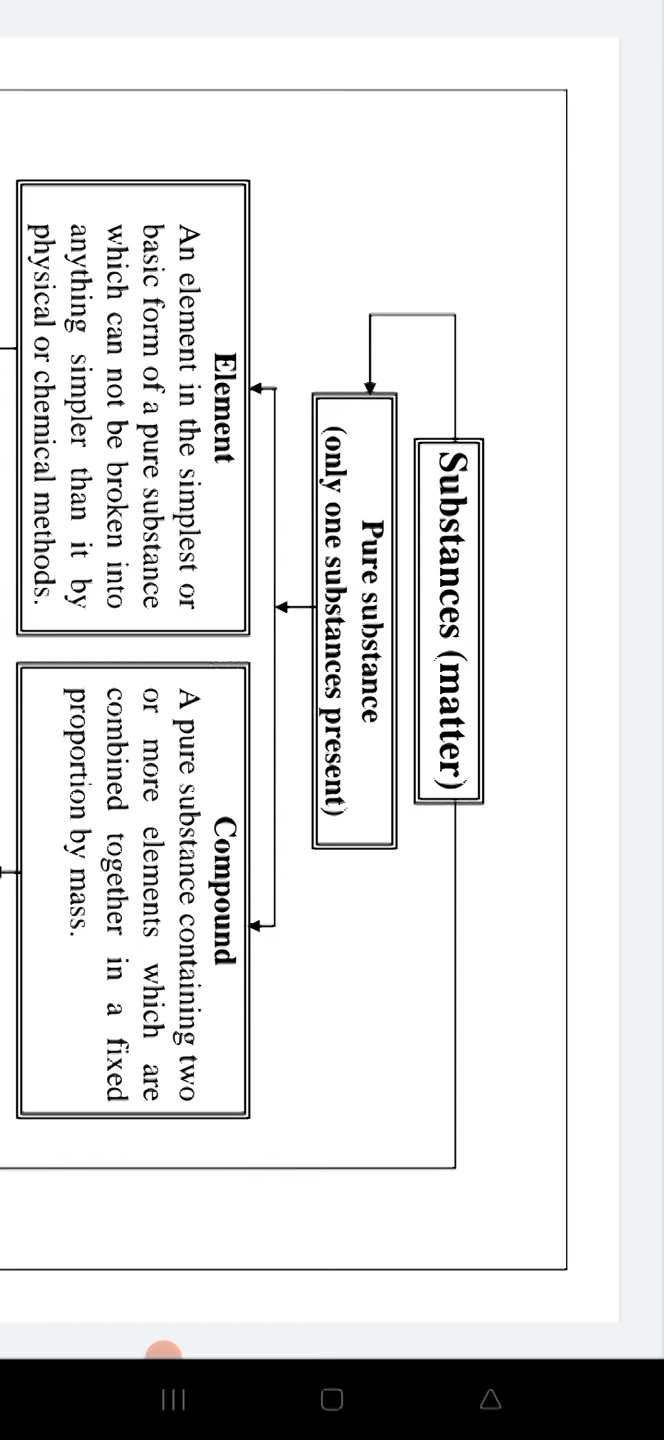 Substances (matter)
Pure substance
(only one substances present)
Element
An element in the simplest or
basic form of a pure substance
which can not be broken into
anything simpler than it by
physical or chemical methods.
Compound
A pure substance containing two
or more elements which are
combined together in a fixed
proportion by mass.